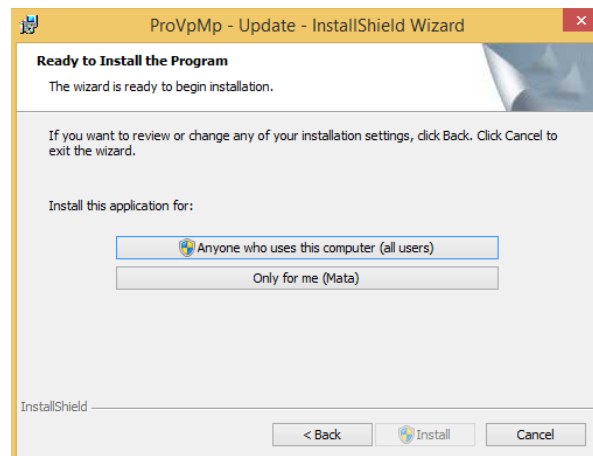 ProVpMp - Update - InstallShield Wizard
Ready to Install the Program
The wizard is ready to begin installation.
If you want to review or change any of your installation settings, click Back. Click Cancel to
exit the wizard.
Install this application for:
Anyone who uses this computer (all users)
Only for me (Mata)
InstallShield
< Back Install Cancel